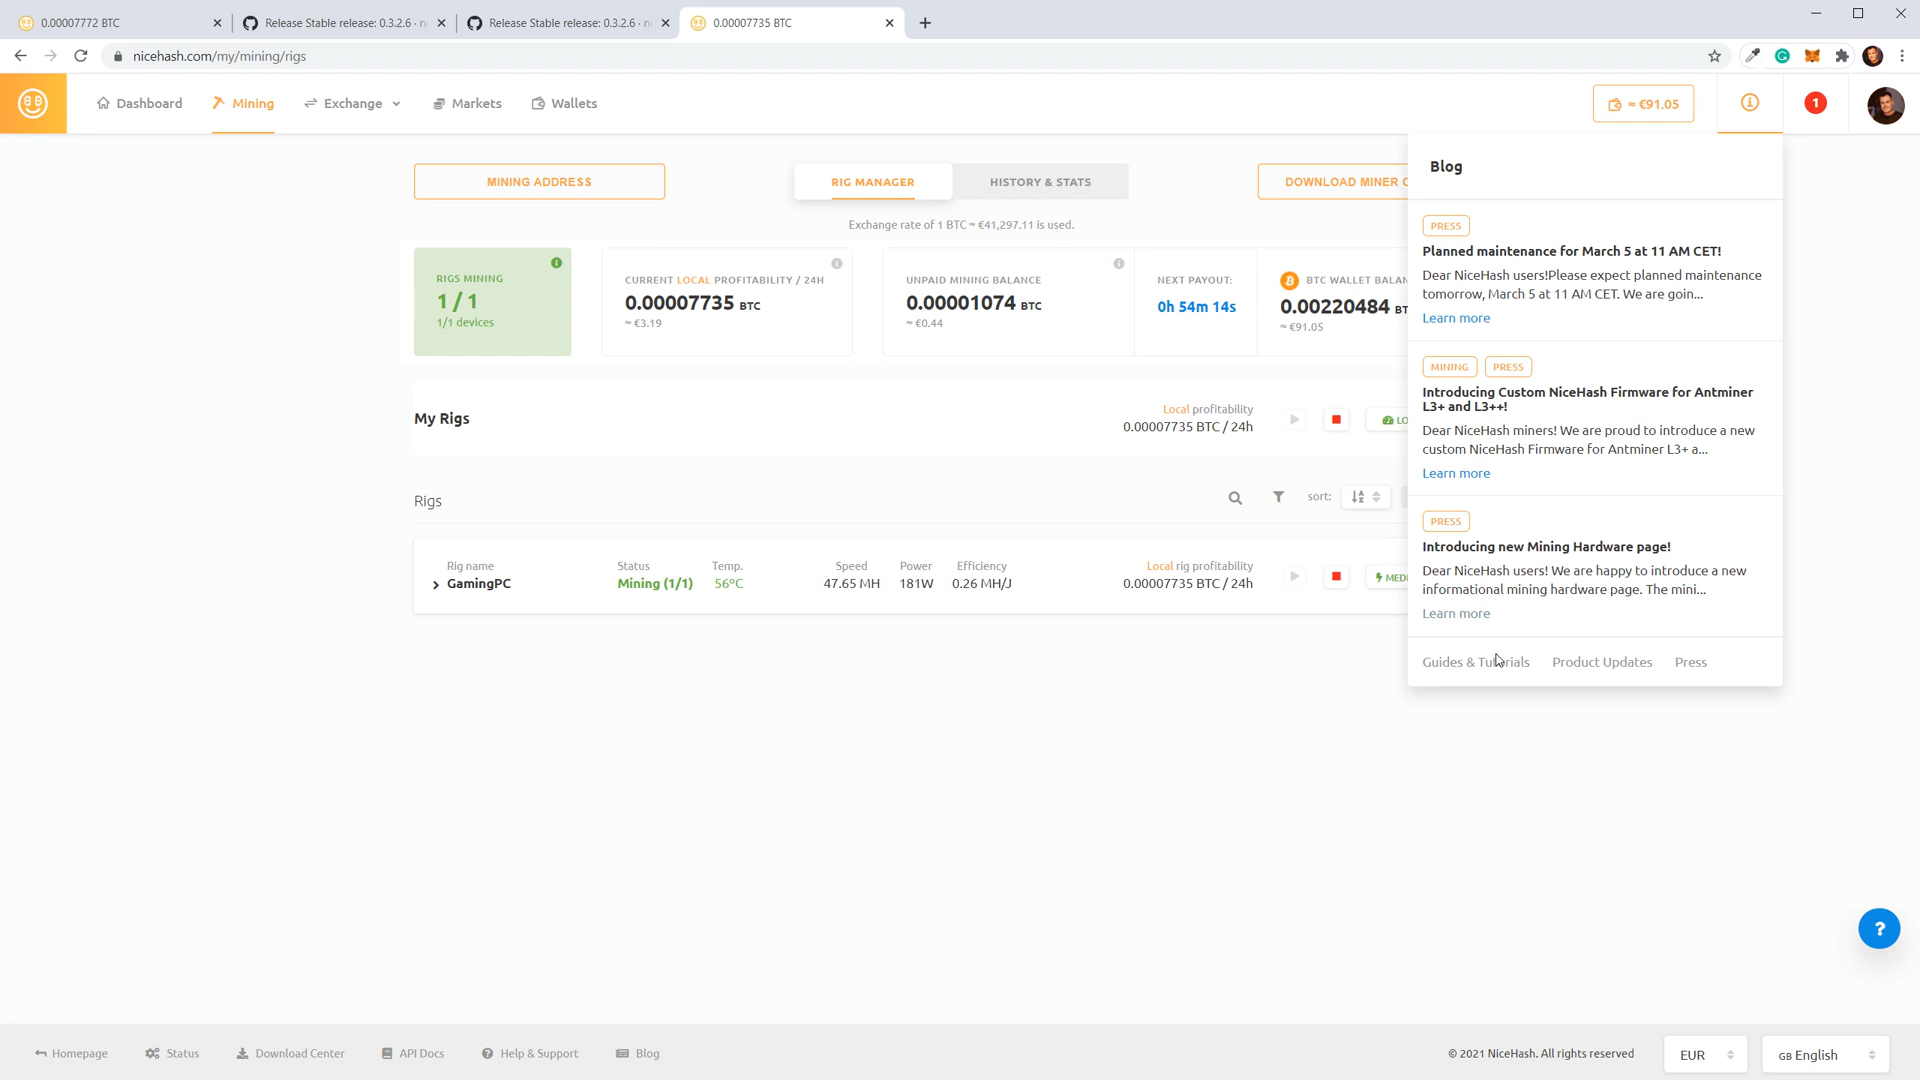 0.00007772 BTC
Release Stable release: 0.3.2.6 · ni
Release Stable release: 0.3.2.6 · ni
0.00007735 BTC
nicehash.com/my/mining/rigs
Dashboard
Mining
Exchange
Markets
Wallets
≈ €91.05
1
MINING ADDRESS
RIG MANAGER
HISTORY & STATS
DOWNLOAD MINER
Exchange rate of 1 BTC ≈ €41,297.11 is used.
RIGS MINING
1 / 1
1/1 devices
CURRENT LOCAL PROFITABILITY / 24H
0.00007735 BTC
≈ €3.19
UNPAID MINING BALANCE
0.00001074 BTC
≈ €0.44
NEXT PAYOUT:
0h 54m 14s
BTC WALLET BALAN
0.00220484 BT
≈ €91.05
My Rigs
Local profitability
0.00007735 BTC / 24h
LO
Rigs
sort:
Rig name
GamingPC
Status
Mining (1/1)
Temp.
56°C
Speed
47.65 MH
Power
181W
Efficiency
0.26 MH/J
Local rig profitability
0.00007735 BTC / 24h
MEDI
Blog
PRESS
Planned maintenance for March 5 at 11 AM CET!
Dear NiceHash users!Please expect planned maintenance
tomorrow, March 5 at 11 AM CET. We are goin...
Learn more
MINING PRESS
Introducing Custom NiceHash Firmware for Antminer
L3+ and L3++!
Dear NiceHash miners! We are proud to introduce a new
custom NiceHash Firmware for Antminer L3+ a...
Learn more
PRESS
Introducing new Mining Hardware page!
Dear NiceHash users! We are happy to introduce a new
informational mining hardware page. The mini...
Learn more
Guides & Tutorials
Product Updates
Press
?
Homepage
Status
Download Center
API Docs
Help & Support
Blog
© 2021 NiceHash. All rights reserved
EUR
GB English